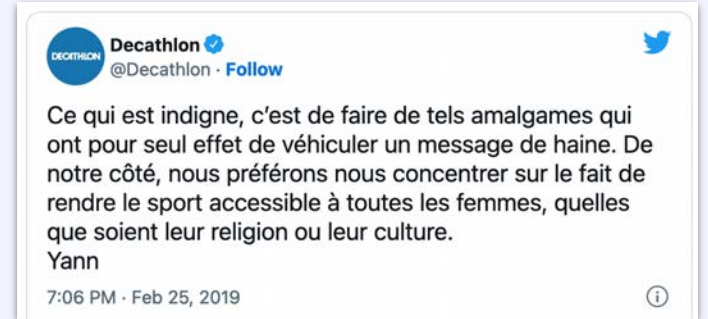 DECATHLON
Decathlon
@Decathlon · Follow
Ce qui est indigne, c’est de faire de tels amalgames qui
ont pour seul effet de véhiculer un message de haine. De
notre côté, nous préférons nous concentrer sur le fait de
rendre le sport accessible à toutes les femmes, quelles
que soient leur religion ou leur culture.
Yann
7:06 PM · Feb 25, 2019